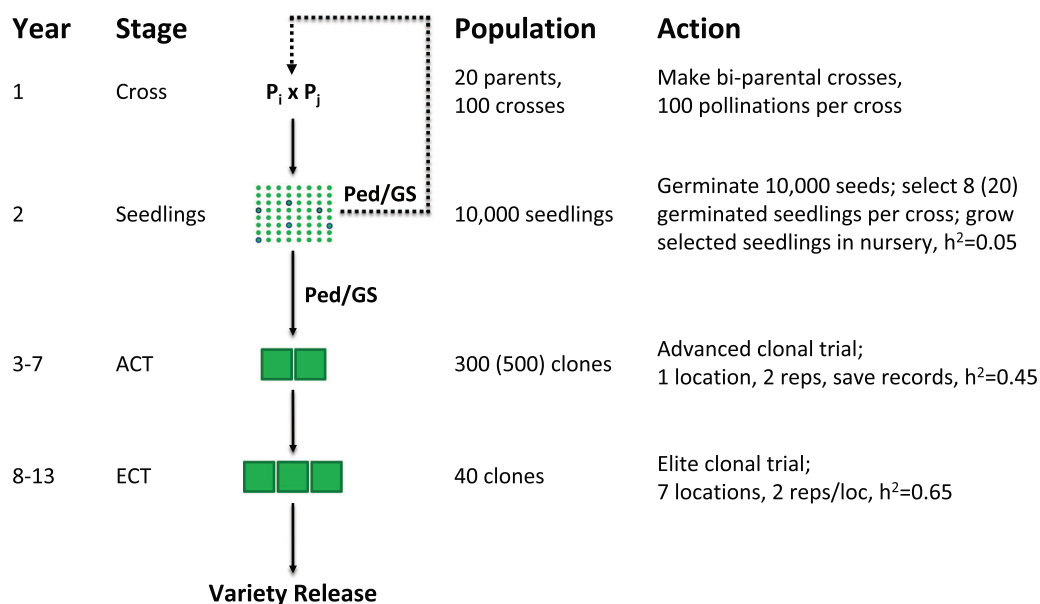 Year Stage Population Action
1 Cross P_i x P_j 20 parents, 100 crosses Make bi-parental crosses,
100 pollinations per cross
2 Seedlings Ped/GS 10,000 seedlings Germinate 10,000 seeds; select 8 (20)
germinated seedlings per cross; grow
selected seedlings in nursery, h²=0.05
Ped/GS
3-7 ACT 300 (500) clones Advanced clonal trial;
1 location, 2 reps, save records, h²=0.45
8-13 ECT 40 clones Elite clonal trial;
7 locations, 2 reps/loc, h²=0.65
Variety Release